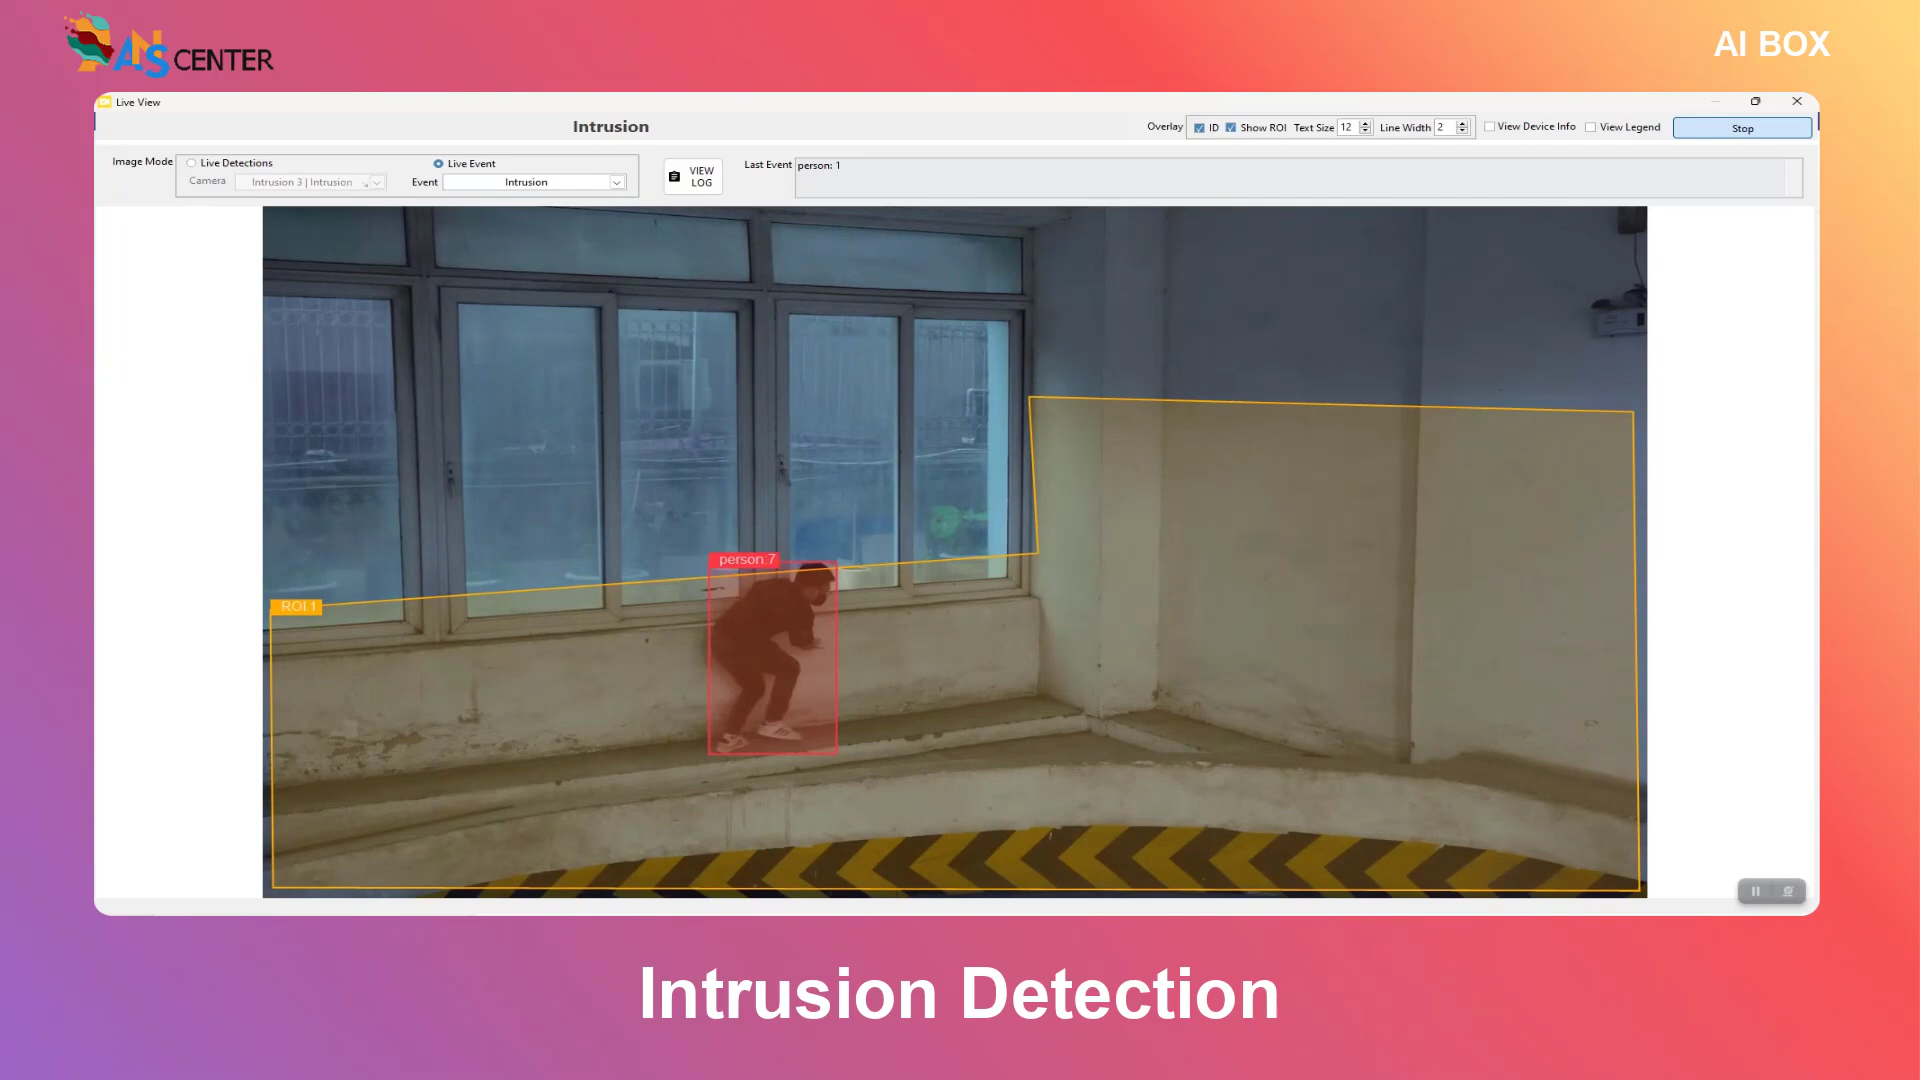 ANS CENTER
AI BOX
Live View
Intrusion
Overlay ID Show ROI Text Size 12 Line Width 2 View Device Info View Legend Stop
Image Mode Live Detections Live Event
Camera Intrusion 3 | Intrusion Event Intrusion
VIEW LOG
Last Event person: 1
person:7
ROI 1
Intrusion Detection